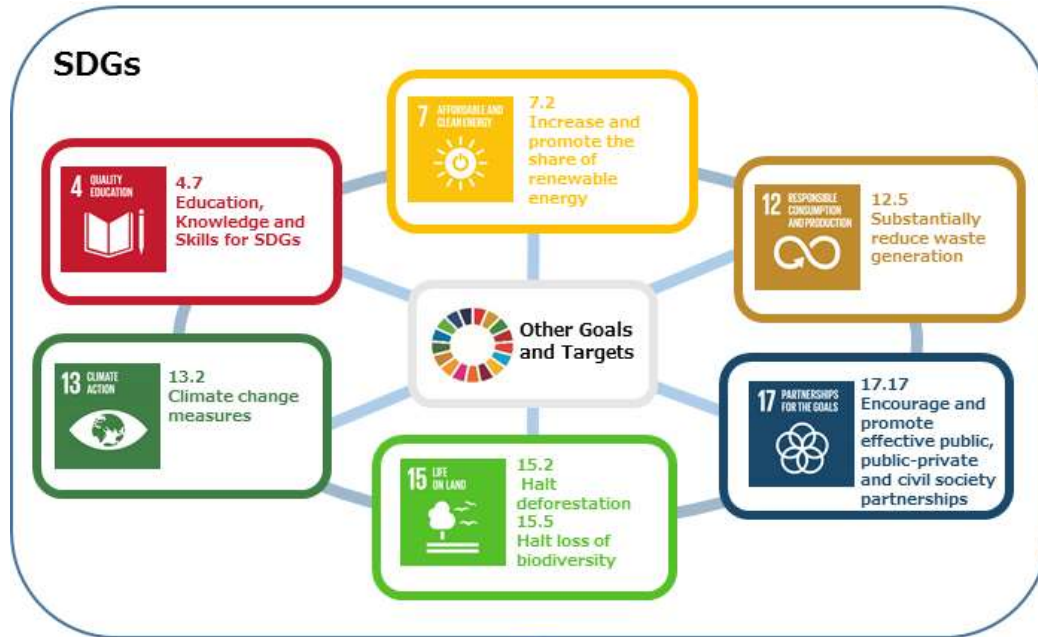 SDGs
7 AFFORDABLE AND
CLEAN ENERGY
7.2
Increase and
promote the
share of
renewable
energy
4 QUALITY
EDUCATION
4.7
Education,
Knowledge and
Skills for SDGs
12 RESPONSIBLE
CONSUMPTION
AND PRODUCTION
12.5
Substantially
reduce waste
generation
Other Goals
and Targets
13 CLIMATE
ACTION
13.2
Climate change
measures
17 PARTNERSHIPS
FOR THE GOALS
17.17
Encourage and
promote
effective public,
public-private
and civil society
partnerships
15 LIFE
ON LAND
15.2
Halt
deforestation
15.5
Halt loss of
biodiversity